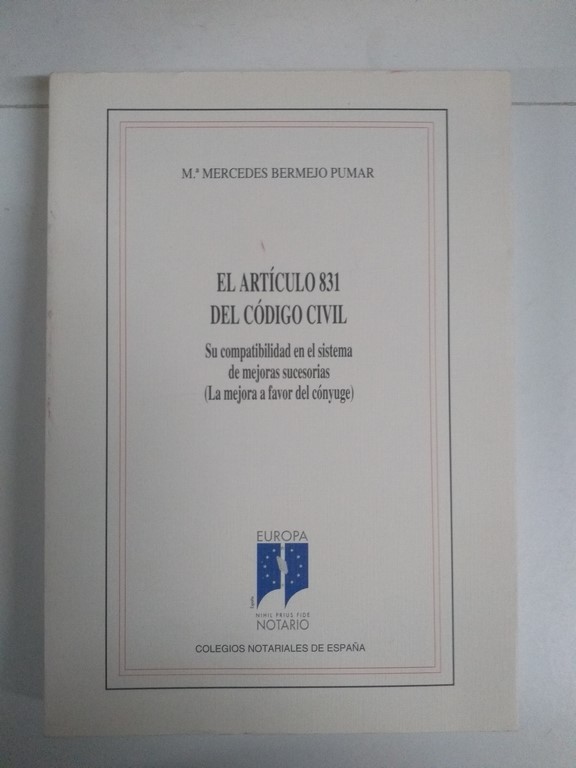 M.ª MERCEDES BERMEJO PUMAR
EL ARTÍCULO 831
DEL CÓDIGO CIVIL
Su compatibilidad en el sistema
de mejoras sucesorias
(La mejora a favor del cónyuge)
EUROPA
España
NIHIL PRIUS FIDE
NOTARIO
COLEGIOS NOTARIALES DE ESPAÑA